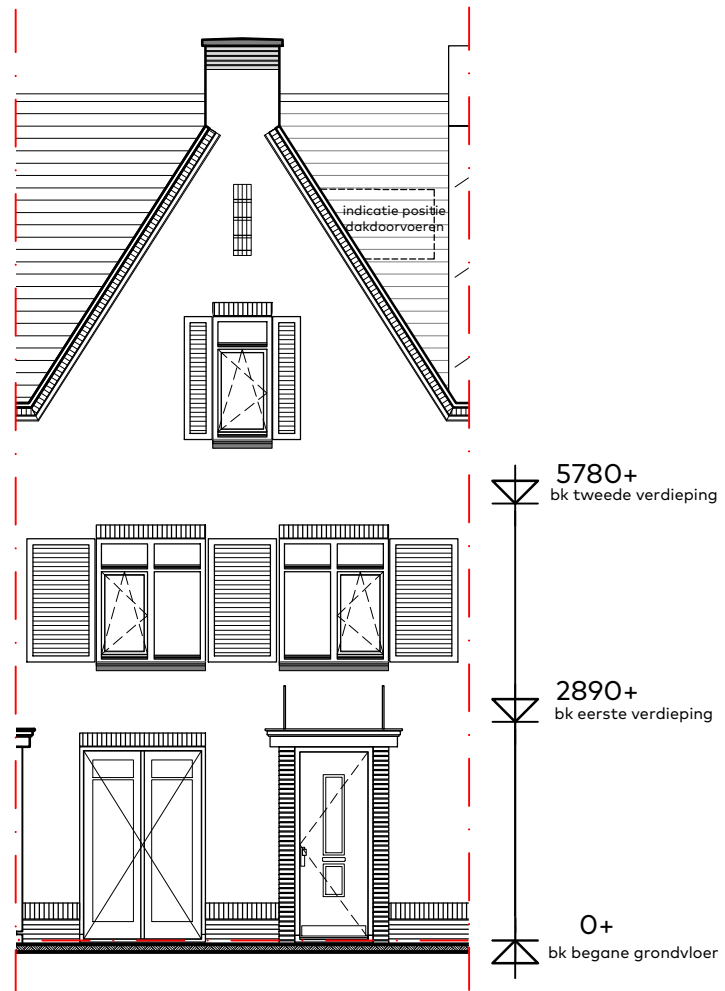 indicatie positie
dakdoorvoeren
5780+
bk tweede verdieping
2890+
bk eerste verdieping
0+
bk begane grondvloer